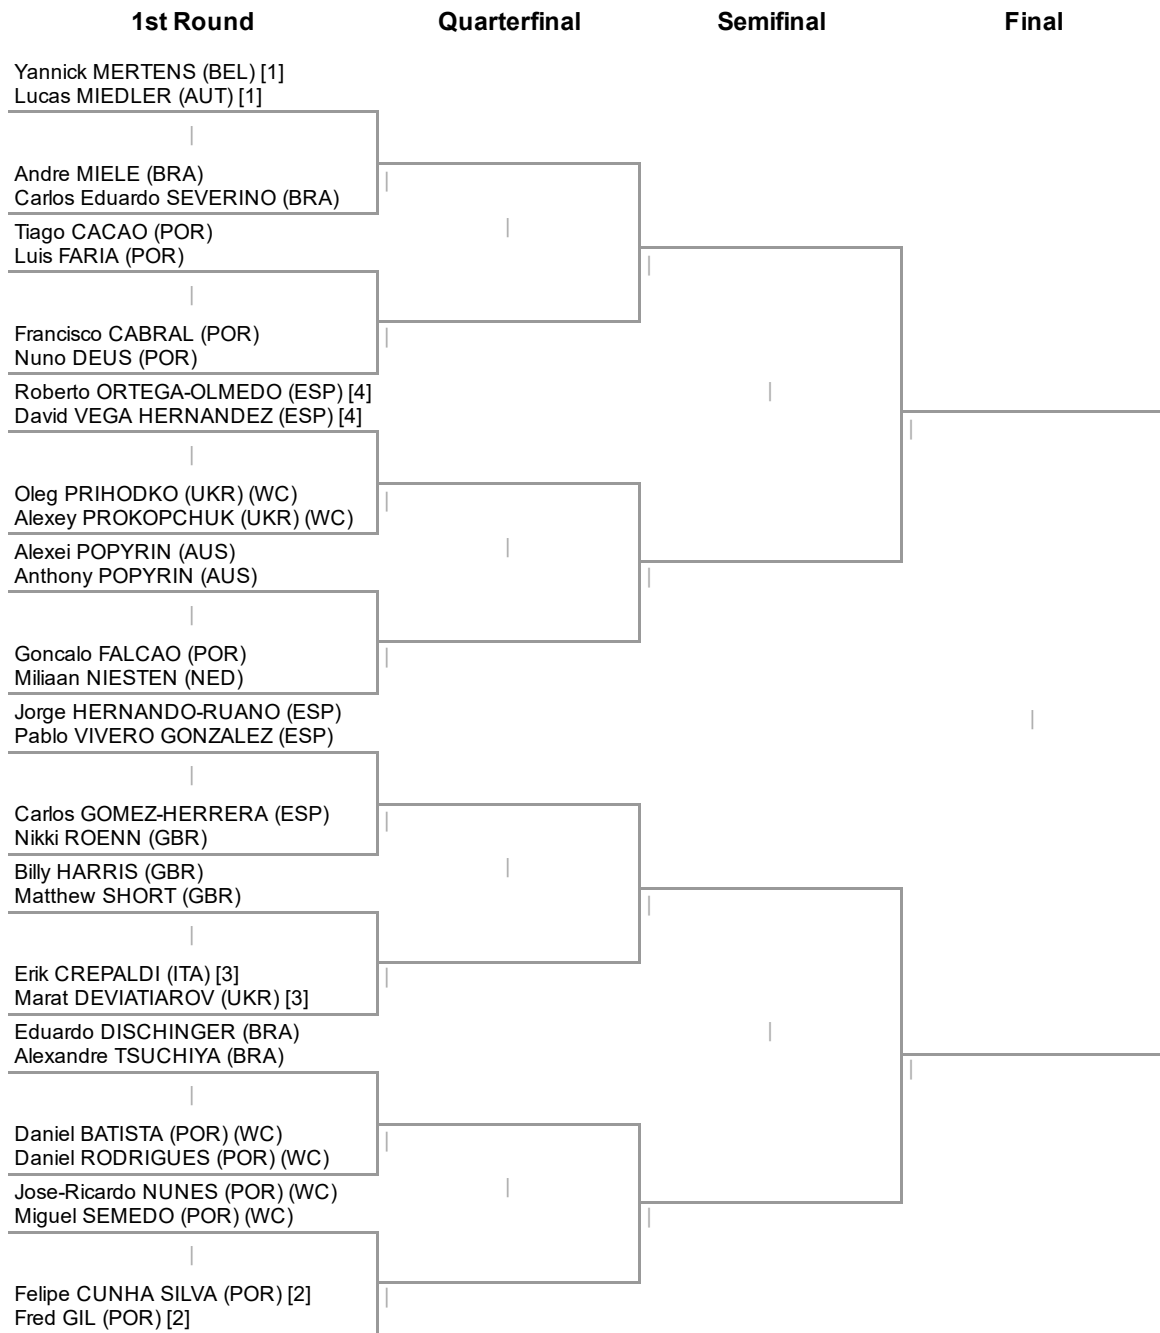 1st Round Quarterfinal Semifinal Final
Yannick MERTENS (BEL) [1]
Lucas MIEDLER (AUT) [1]
|
Andre MIELE (BRA)
Carlos Eduardo SEVERINO (BRA)
|
|
Tiago CACAO (POR)
Luis FARIA (POR)
|
|
Francisco CABRAL (POR)
Nuno DEUS (POR)
|
Roberto ORTEGA-OLMEDO (ESP) [4]
David VEGA HERNANDEZ (ESP) [4]
|
|
|
Oleg PRIHODKO (UKR) (WC)
Alexey PROKOPCHUK (UKR) (WC)
|
|
Alexei POPYRIN (AUS)
Anthony POPYRIN (AUS)
|
|
Goncalo FALCAO (POR)
Miliaan NIESTEN (NED)
|
Jorge HERNANDO-RUANO (ESP)
Pablo VIVERO GONZALEZ (ESP)
|
|
Carlos GOMEZ-HERRERA (ESP)
Nikki ROENN (GBR)
|
|
Billy HARRIS (GBR)
Matthew SHORT (GBR)
|
|
Erik CREPALDI (ITA) [3]
Marat DEVIATIAROV (UKR) [3]
|
Eduardo DISCHINGER (BRA)
Alexandre TSUCHIYA (BRA)
|
|
|
Daniel BATISTA (POR) (WC)
Daniel RODRIGUES (POR) (WC)
|
|
Jose-Ricardo NUNES (POR) (WC)
Miguel SEMEDO (POR) (WC)
|
|
Felipe CUNHA SILVA (POR) [2]
Fred GIL (POR) [2]
|